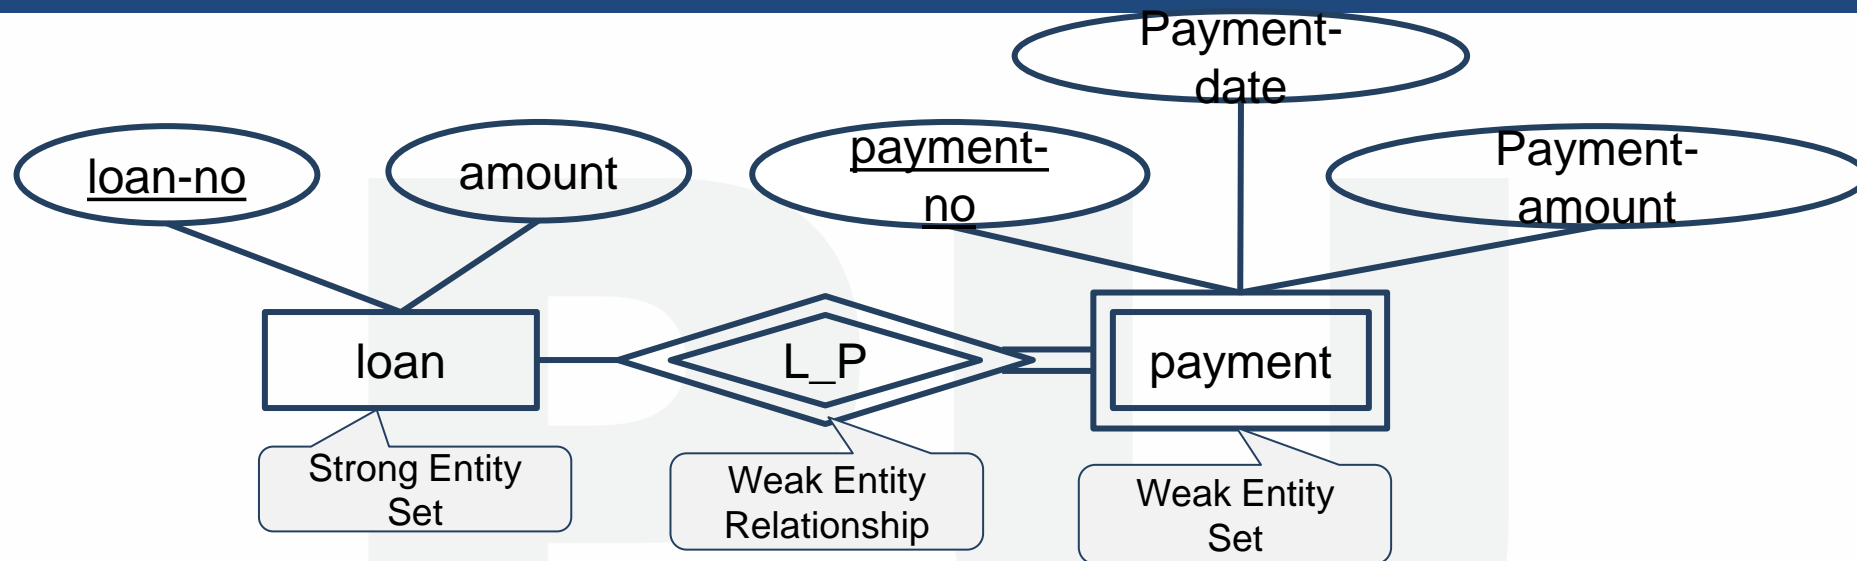 Payment-
date
loan-no
amount
payment-
no
Payment-
amount
loan
L_P
payment
Strong Entity
Set
Weak Entity
Relationship
Weak Entity
Set